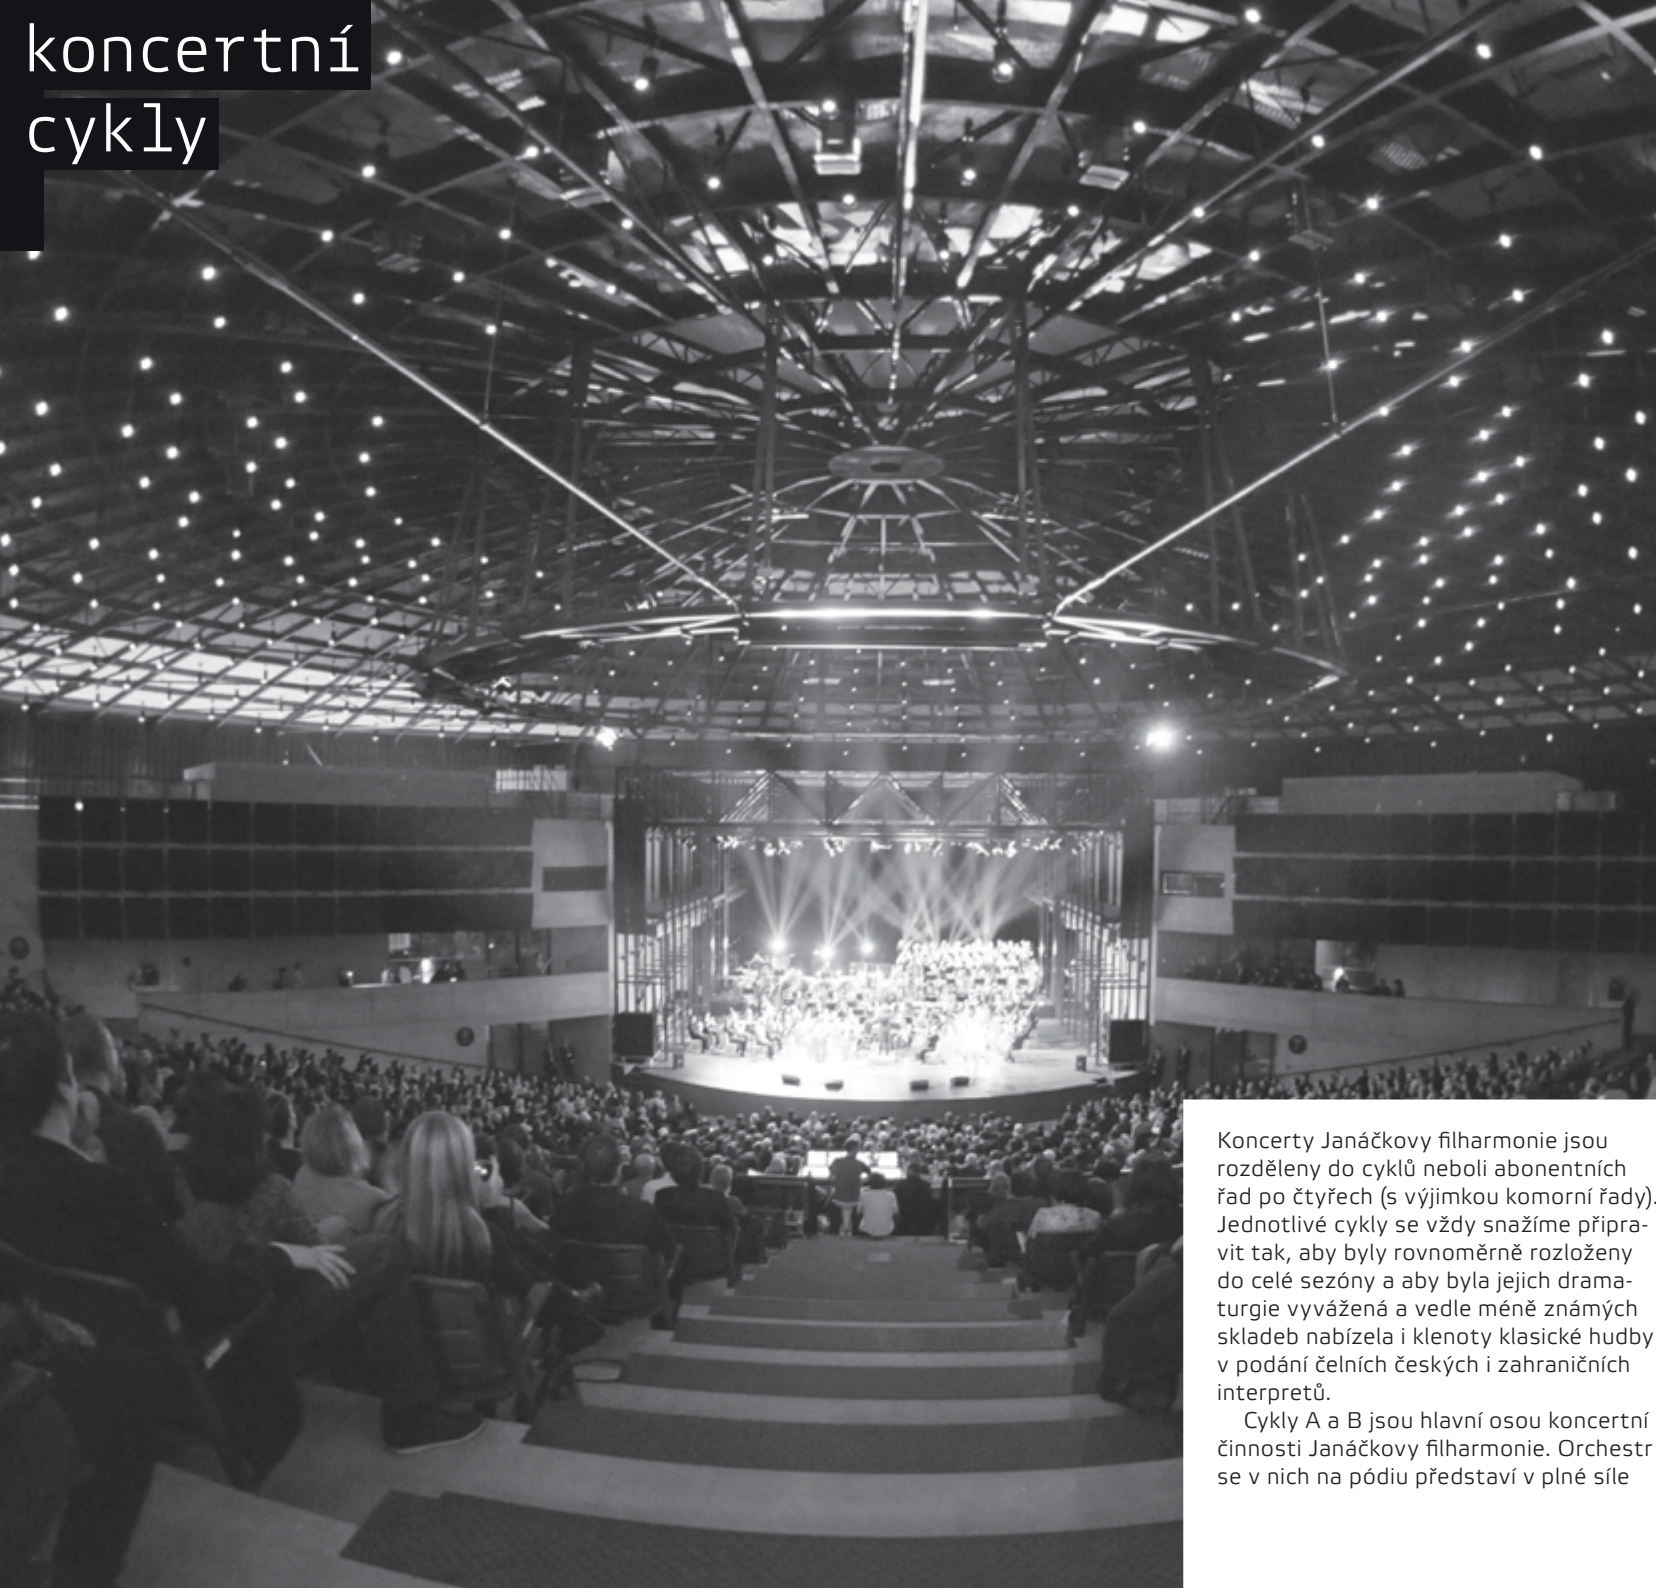 koncertní
cykly
Koncerty Janáčkovy filharmonie jsou
rozděleny do cyklů neboli abonentních
řad po čtyřech (s výjimkou komorní řady).
Jednotlivé cykly se vždy snažíme připra-
vit tak, aby byly rovnoměrně rozloženy
do celé sezóny a aby byla jejich drama-
turgie vyvážená a vedle méně známých
skladeb nabízela i klenoty klasické hudby
v podání čelních českých i zahraničních
interpretů.
Cykly A a B jsou hlavní osou koncertní
činnosti Janáčkovy filharmonie. Orchestr
se v nich na pódiu představí v plné síle